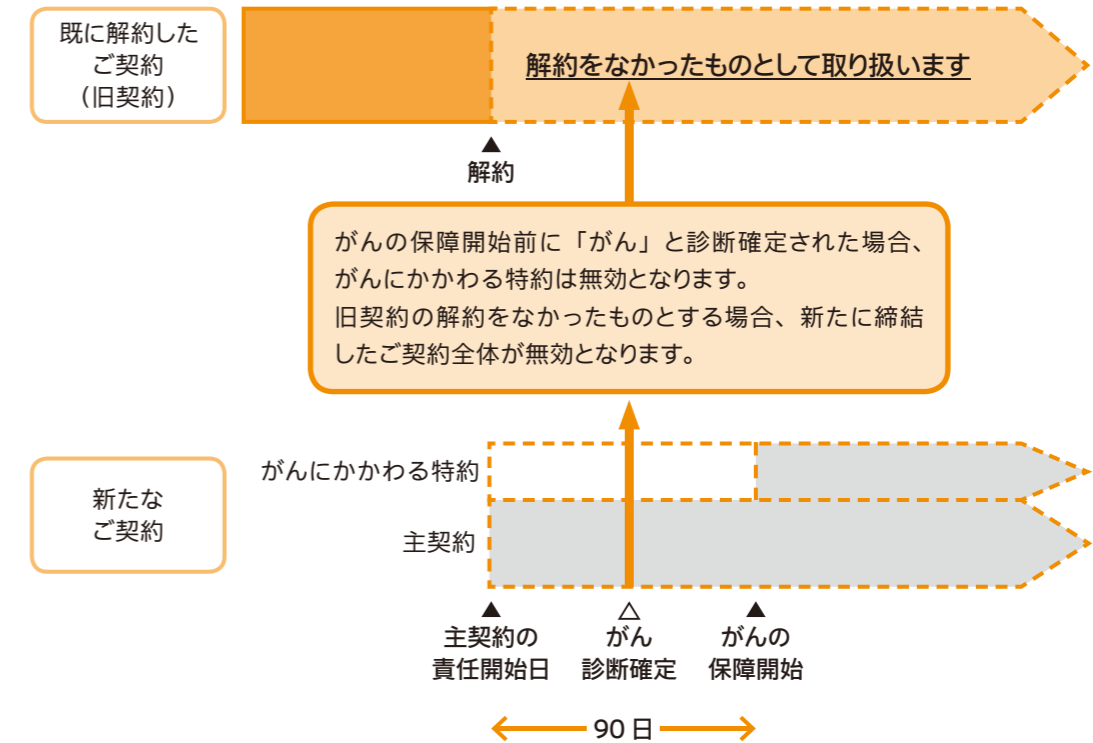 既に解約した
ご契約
（旧契約）
解約をなかったものとして取り扱います
▲
解約
がんの保障開始前に「がん」と診断確定された場合、
がんにかかわる特約は無効となります。
旧契約の解約をなかったものとする場合、新たに締結
したご契約全体が無効となります。
新たな
ご契約
がんにかかわる特約
主契約
▲
主契約の
責任開始日
△
がん
診断確定
▲
がんの
保障開始
90日